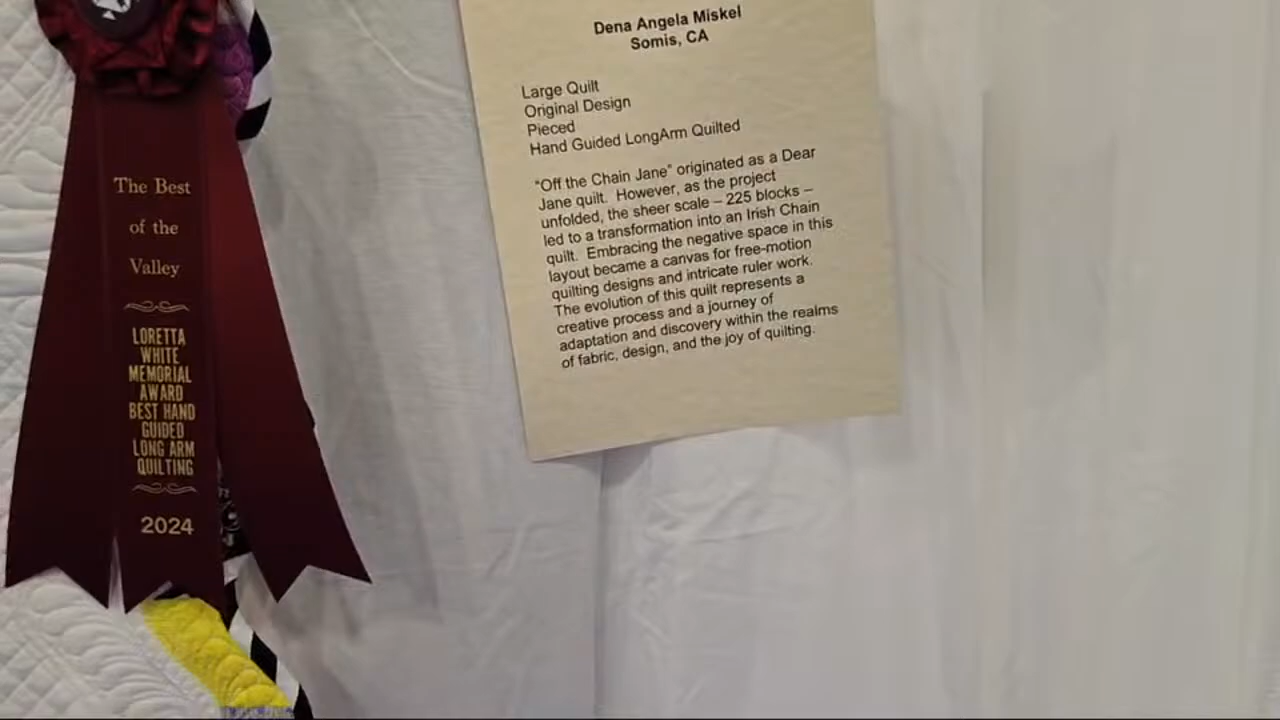 The Best
of the
Valley
LORETTA
WHITE
MEMORIAL
AWARD
BEST HAND
GUIDED
LONG ARM
QUILTING
2024
Dena Angela Miskel
Somis, CA
Large Quilt
Original Design
Pieced
Hand Guided LongArm Quilted
"Off the Chain Jane" originated as a Dear
Jane quilt. However, as the project
unfolded, the sheer scale – 225 blocks –
led to a transformation into an Irish Chain
quilt. Embracing the negative space in this
layout became a canvas for free-motion
quilting designs and intricate ruler work.
The evolution of this quilt represents a
creative process and a journey of
adaptation and discovery within the realms
of fabric, design, and the joy of quilting.